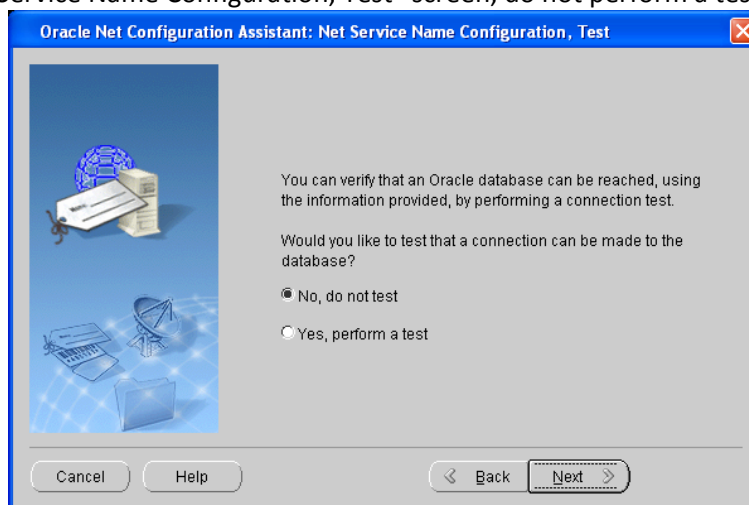 Service Name Configuration, Test" screen, do not perform a test
Oracle Net Configuration Assistant: Net Service Name Configuration, Test
You can verify that an Oracle database can be reached, using
the information provided, by performing a connection test.
Would you like to test that a connection can be made to the
database?
No, do not test
Yes, perform a test
Cancel
Help
Back
Next